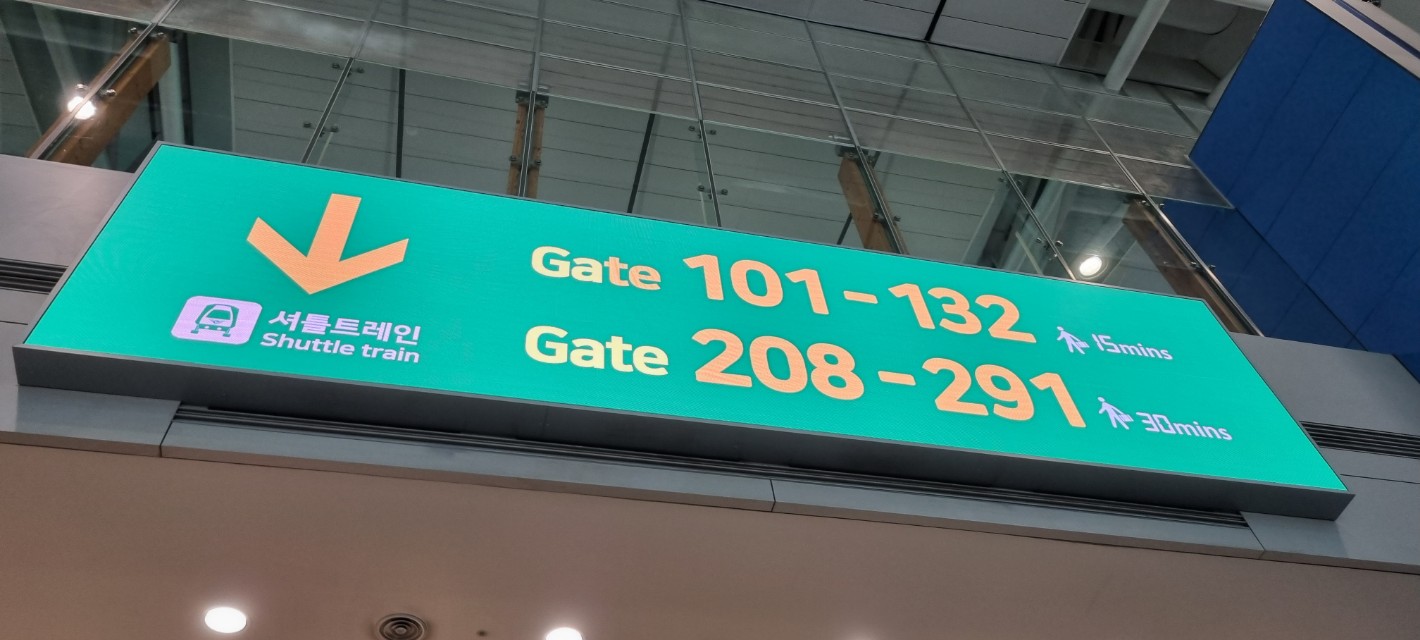 셔틀트레인
Shuttle train
Gate 101-132 15mins
Gate 208-291 30mins